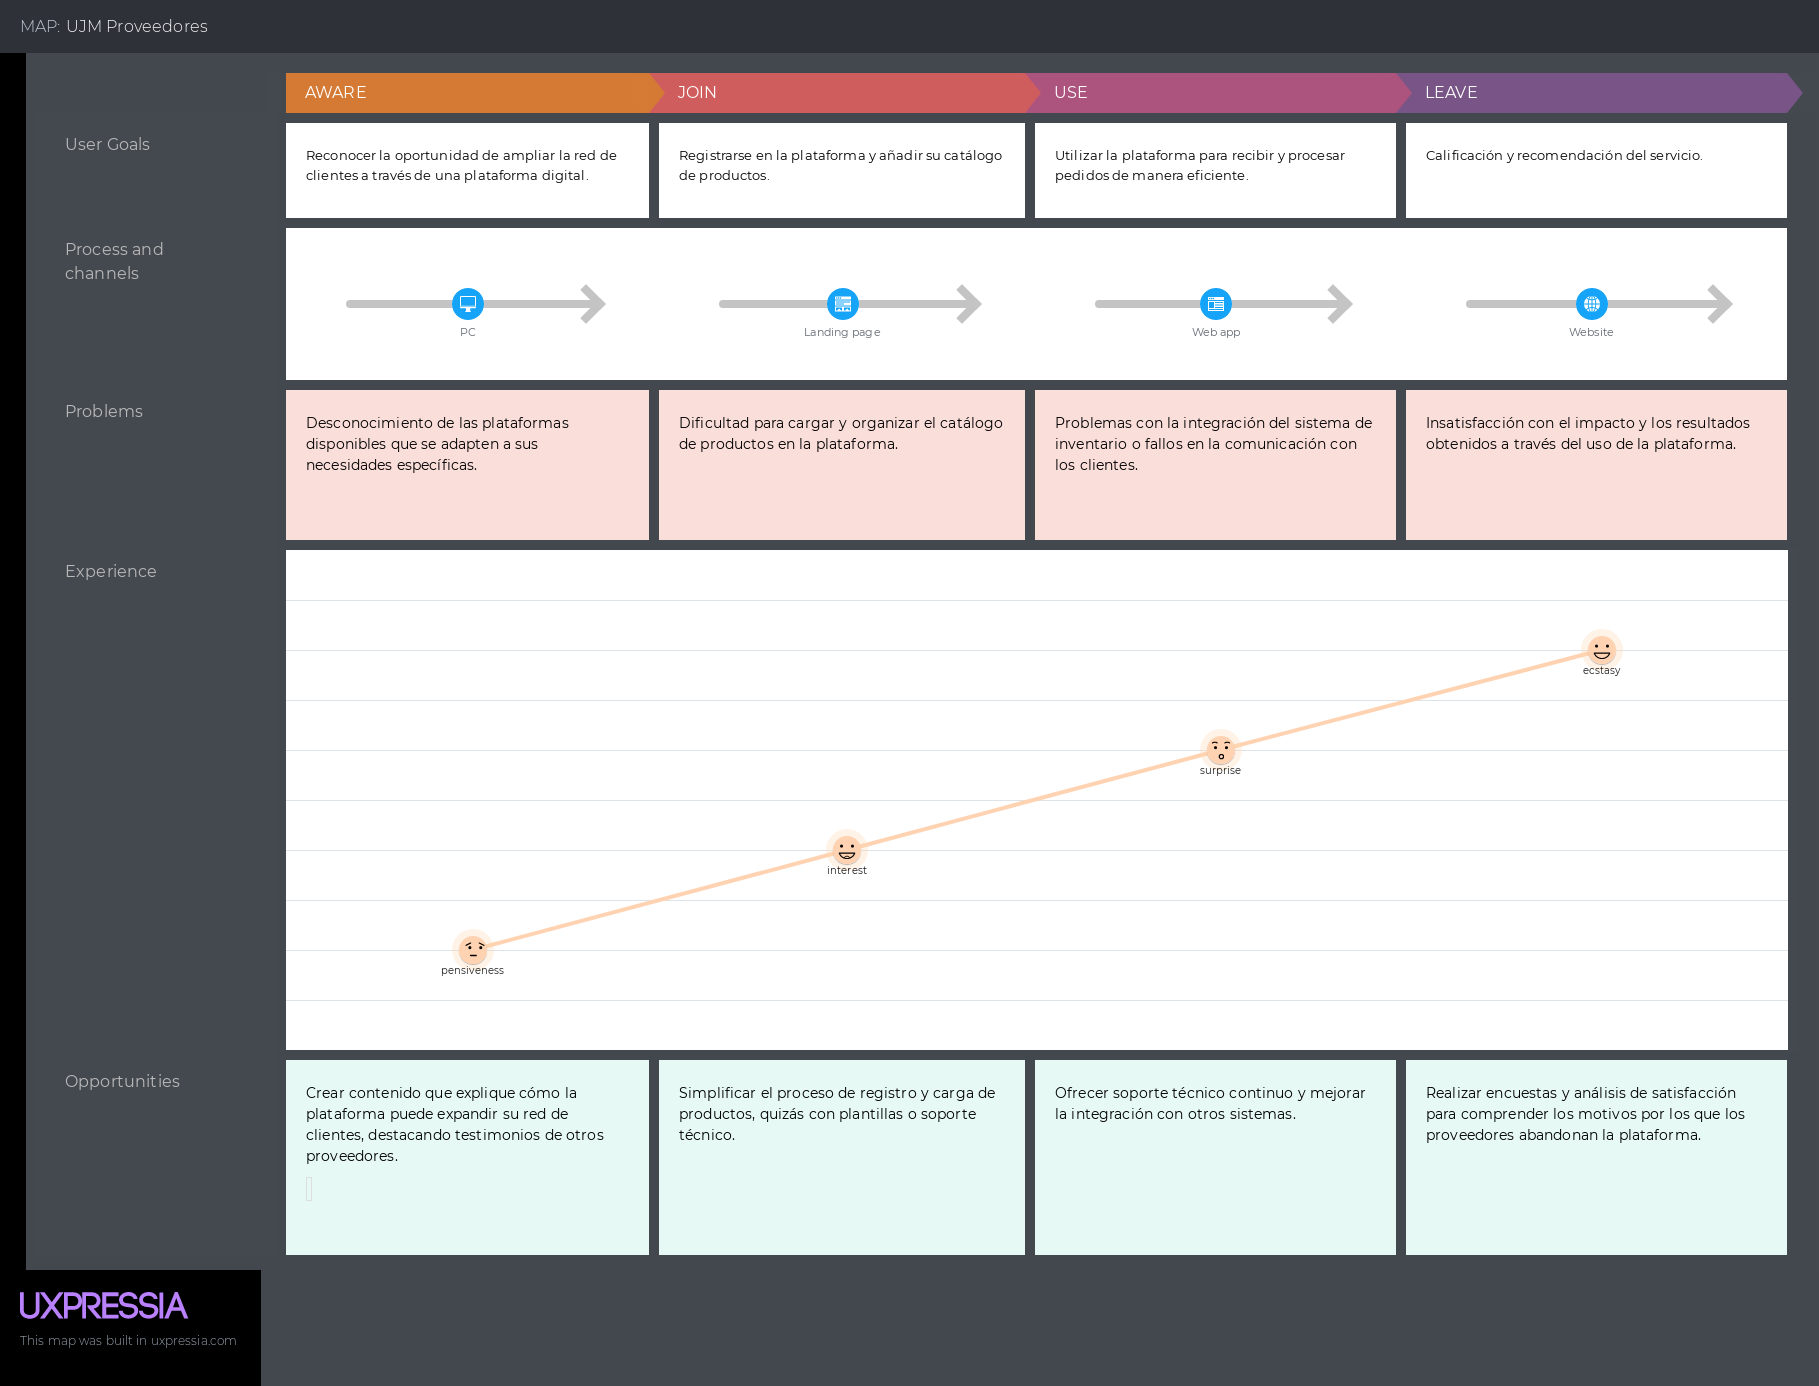 MAP: UJM Proveedores
AWARE
JOIN
USE
LEAVE
User Goals
Reconocer la oportunidad de ampliar la red de
clientes a través de una plataforma digital.
Registrarse en la plataforma y añadir su catálogo
de productos.
Utilizar la plataforma para recibir y procesar
pedidos de manera eficiente.
Calificación y recomendación del servicio.
Process and
channels
PC
Landing page
Web app
Website
Problems
Desconocimiento de las plataformas
disponibles que se adapten a sus
necesidades específicas.
Dificultad para cargar y organizar el catálogo
de productos en la plataforma.
Problemas con la integración del sistema de
inventario o fallos en la comunicación con
los clientes.
Insatisfacción con el impacto y los resultados
obtenidos a través del uso de la plataforma.
Experience
ecstasy
surprise
interest
pensiveness
Opportunities
Crear contenido que explique cómo la
plataforma puede expandir su red de
clientes, destacando testimonios de otros
proveedores.
Simplificar el proceso de registro y carga de
productos, quizás con plantillas o soporte
técnico.
Ofrecer soporte técnico continuo y mejorar
la integración con otros sistemas.
Realizar encuestas y análisis de satisfacción
para comprender los motivos por los que los
proveedores abandonan la plataforma.
UXPRESSIA
This map was built in uxpressia.com